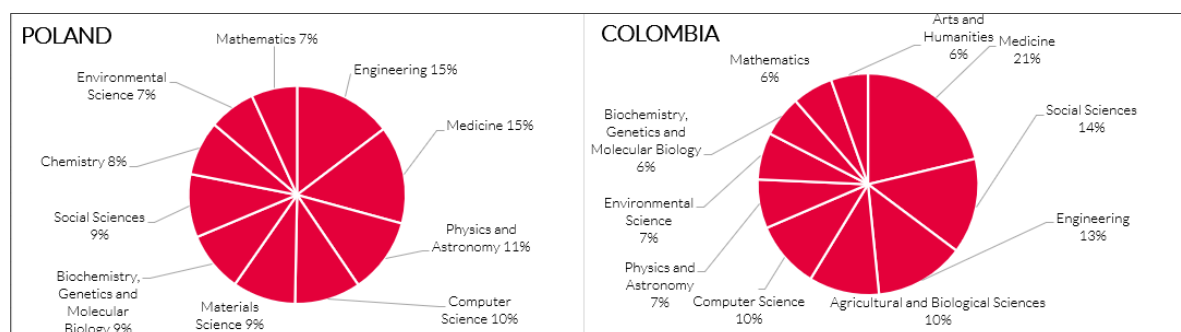 POLAND
Mathematics 7%
Engineering 15%
Environmental
Science 7%
Medicine 15%
Chemistry 8%
Social Sciences
9%
Physics and
Astronomy 11%
Biochemistry,
Genetics and
Molecular
Biology 9%
Materials
Science 9%
Computer
Science 10%
COLOMBIA
Arts and
Humanities
6%
Medicine
21%
Mathematics
6%
Social Sciences
14%
Biochemistry,
Genetics and
Molecular Biology
6%
Environmental
Science
7%
Engineering
13%
Physics and
Astronomy
7%
Computer Science
10%
Agricultural and Biological Sciences
10%